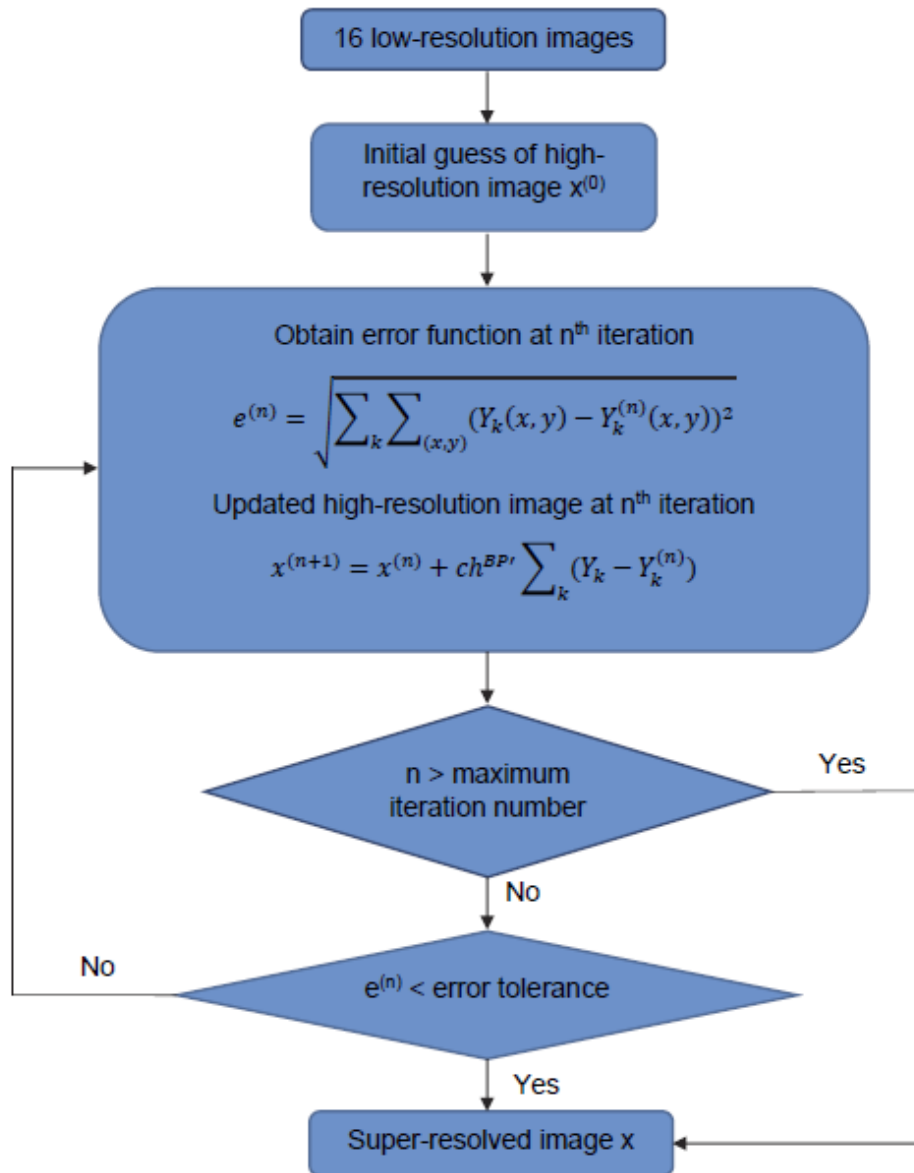 16 low-resolution images
Initial guess of high-
resolution image x⁽⁰⁾
Obtain error function at nᵗʰ iteration
e⁽ⁿ⁾ = √∑ₖ ∑₍ₓ,ᵧ₎(Yₖ(x, y) − Yₖ⁽ⁿ⁾(x, y))²
Updated high-resolution image at nᵗʰ iteration
x⁽ⁿ⁺¹⁾ = x⁽ⁿ⁾ + chᴮᴾ′ ∑ₖ(Yₖ − Yₖ⁽ⁿ⁾)
n > maximum
iteration number
Yes
No
e⁽ⁿ⁾ < error tolerance
No
Yes
Super-resolved image x